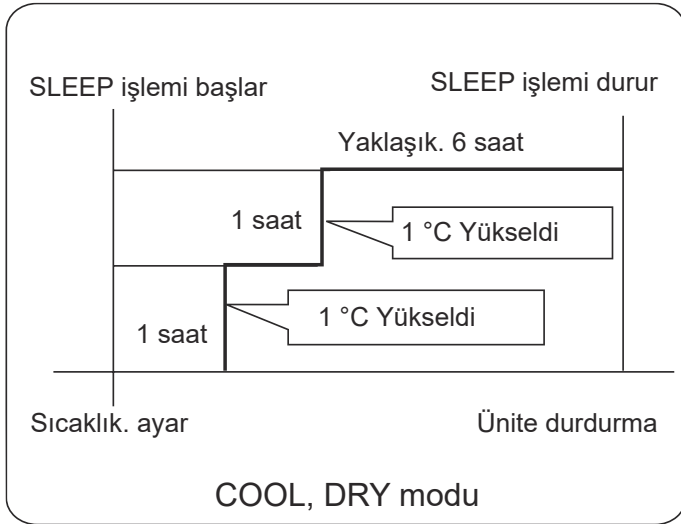 SLEEP işlemi başlar
SLEEP işlemi durur
Yaklaşık. 6 saat
1 saat
1 °C Yükseldi
1 °C Yükseldi
1 saat
Sıcaklık. ayar
Ünite durdurma
COOL, DRY modu